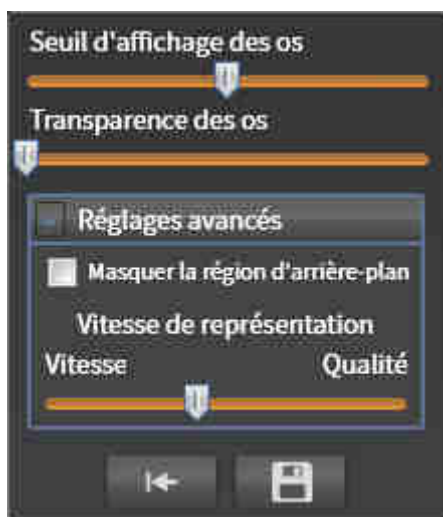 Seuil d'affichage des os
Transparence des os
Réglages avancés
Masquer la région d'arrière-plan
Vitesse de représentation
Vitesse Qualité